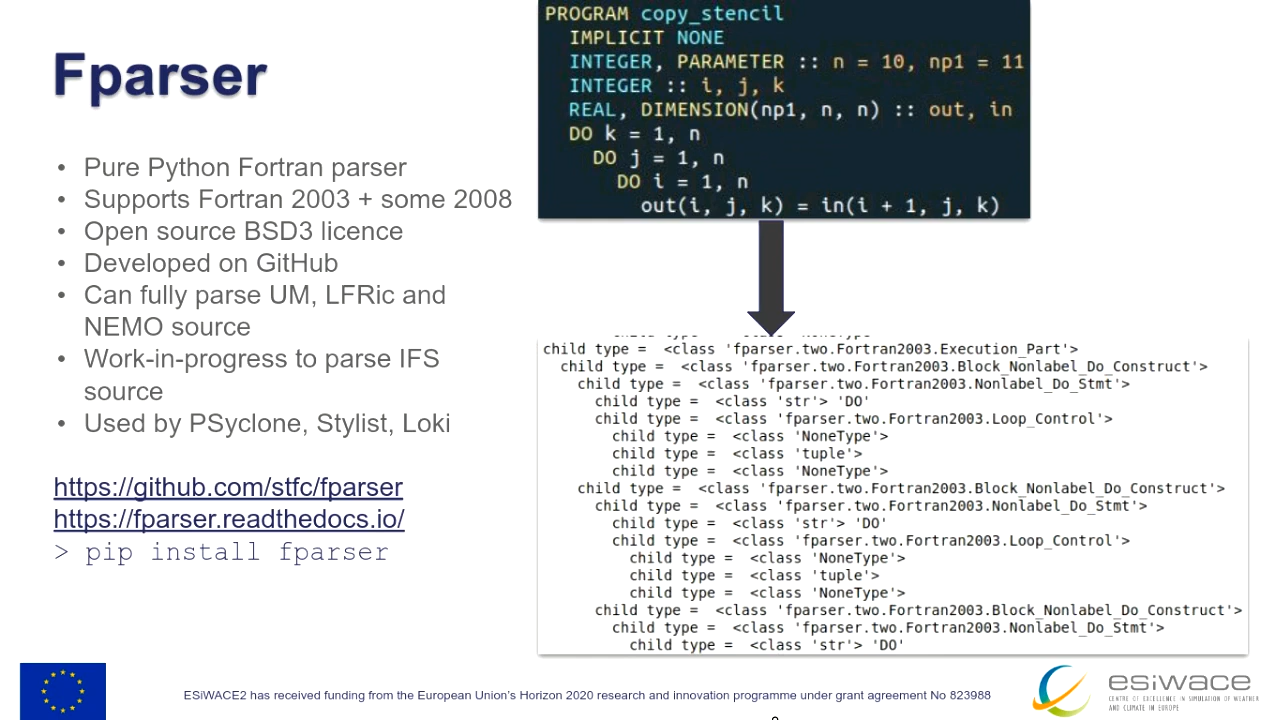 Fparser
• Pure Python Fortran parser
• Supports Fortran 2003 + some 2008
• Open source BSD3 licence
• Developed on GitHub
• Can fully parse UM, LFRic and
NEMO source
• Work-in-progress to parse IFS
source
• Used by PSyclone, Stylist, Loki
https://github.com/stfc/fparser
https://fparser.readthedocs.io/
> pip install fparser
PROGRAM copy_stencil
IMPLICIT NONE
INTEGER, PARAMETER :: n = 10, np1 = 11
INTEGER :: i, j, k
REAL, DIMENSION(np1, n, n) :: out, in
DO k = 1, n
DO j = 1, n
DO i = 1, n
out(i, j, k) = in(i + 1, j, k)
child type =  <class 'fparser.two.Fortran2003.Execution_Part'>
child type =  <class 'fparser.two.Fortran2003.Block_Nonlabel_Do_Construct'>
child type =  <class 'fparser.two.Fortran2003.Nonlabel_Do_Stmt'>
child type =  <class 'str'> 'DO'
child type =  <class 'fparser.two.Fortran2003.Loop_Control'>
child type =  <class 'NoneType'>
child type =  <class 'tuple'>
child type =  <class 'NoneType'>
child type =  <class 'fparser.two.Fortran2003.Block_Nonlabel_Do_Construct'>
child type =  <class 'fparser.two.Fortran2003.Nonlabel_Do_Stmt'>
child type =  <class 'str'> 'DO'
child type =  <class 'fparser.two.Fortran2003.Loop_Control'>
child type =  <class 'NoneType'>
child type =  <class 'tuple'>
child type =  <class 'NoneType'>
child type =  <class 'fparser.two.Fortran2003.Block_Nonlabel_Do_Construct'>
child type =  <class 'fparser.two.Fortran2003.Nonlabel_Do_Stmt'>
child type =  <class 'str'> 'DO'
ESiWACE2 has received funding from the European Union's Horizon 2020 research and innovation programme under grant agreement No 823988
esiwace
CENTRE OF EXCELLENCE IN SIMULATION OF WEATHER
AND CLIMATE IN EUROPE